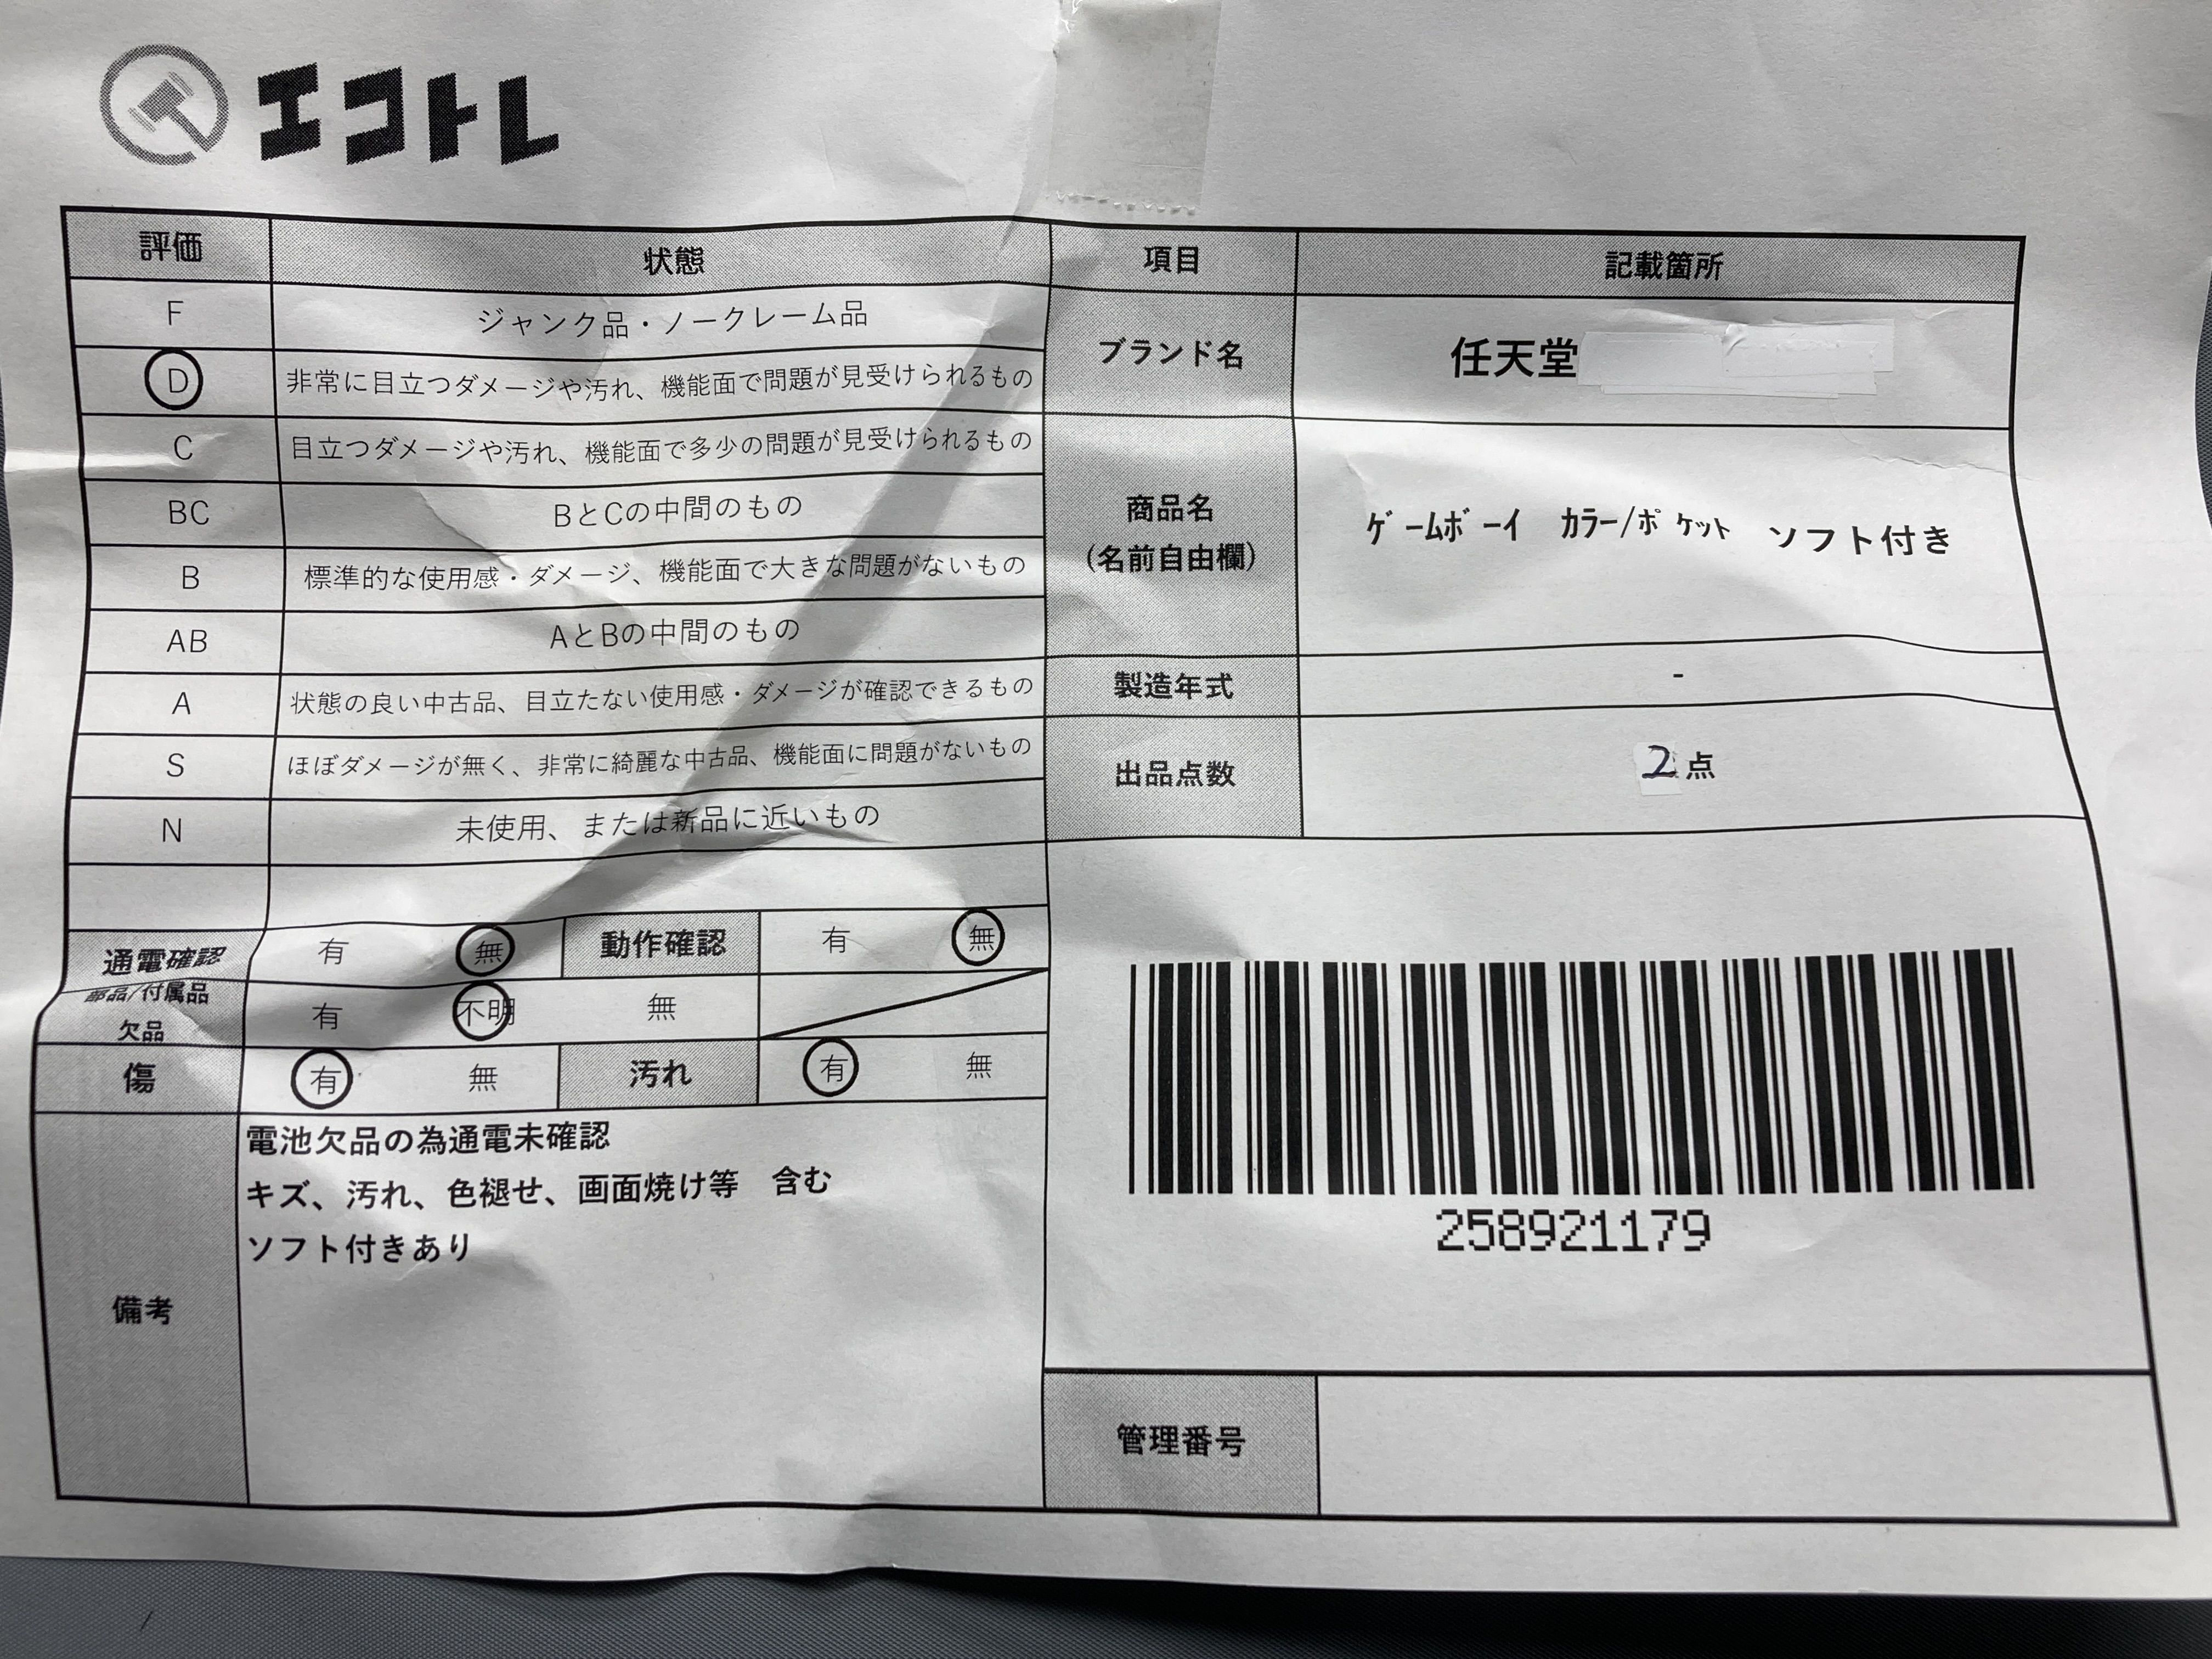 エコトレ
評価 状態 項目 記載箇所
F ジャンク品・ノークレーム品
D 非常に目立つダメージや汚れ、機能面で問題が見受けられるもの
C 目立つダメージや汚れ、機能面で多少の問題が見受けられるもの
BC BとCの中間のもの
B 標準的な使用感・ダメージ、機能面で大きな問題がないもの
AB AとBの中間のもの
A 状態の良い中古品、目立たない使用感・ダメージが確認できるもの
S ほぼダメージが無く、非常に綺麗な中古品、機能面に問題がないもの
N 未使用、または新品に近いもの
通電確認 有 無 動作確認 有 無
部品/付属品
欠品 有 不明 無
傷 有 無 汚れ 有 無
備考
電池欠品の為通電未確認
キズ、汚れ、色褪せ、画面焼け等 含む
ソフト付きあり
ブランド名 任天堂
商品名
(名前自由欄)
ｹﾞｰﾑﾎﾞｰｲ ｶﾗｰ/ﾎﾟｹｯﾄ ソフト付き
製造年式 -
出品点数 2点
258921179
管理番号